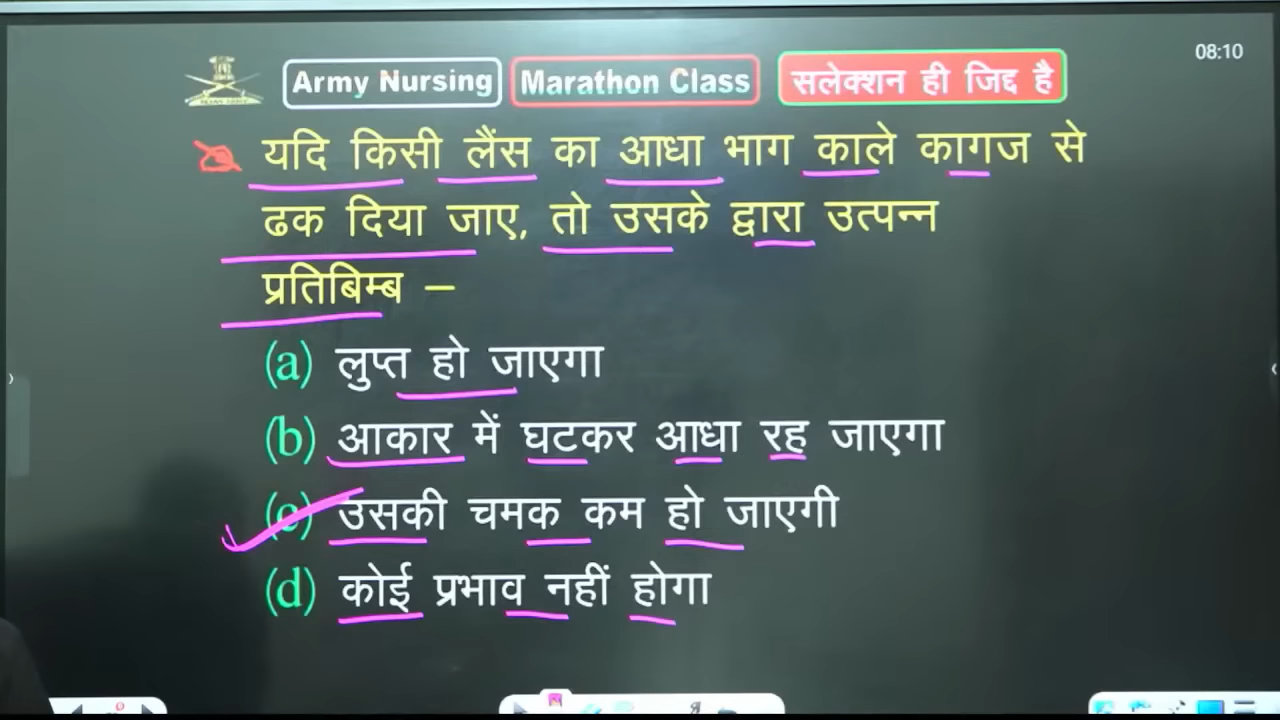 08:10
Army Nursing Marathon Class सलेक्शन ही जिद्द है
यदि किसी लैंस का आधा भाग काले कागज से
ढक दिया जाए, तो उसके द्वारा उत्पन्न
प्रतिबिम्ब –
(a) लुप्त हो जाएगा
(b) आकार में घटकर आधा रह जाएगा
(c) उसकी चमक कम हो जाएगी
(d) कोई प्रभाव नहीं होगा